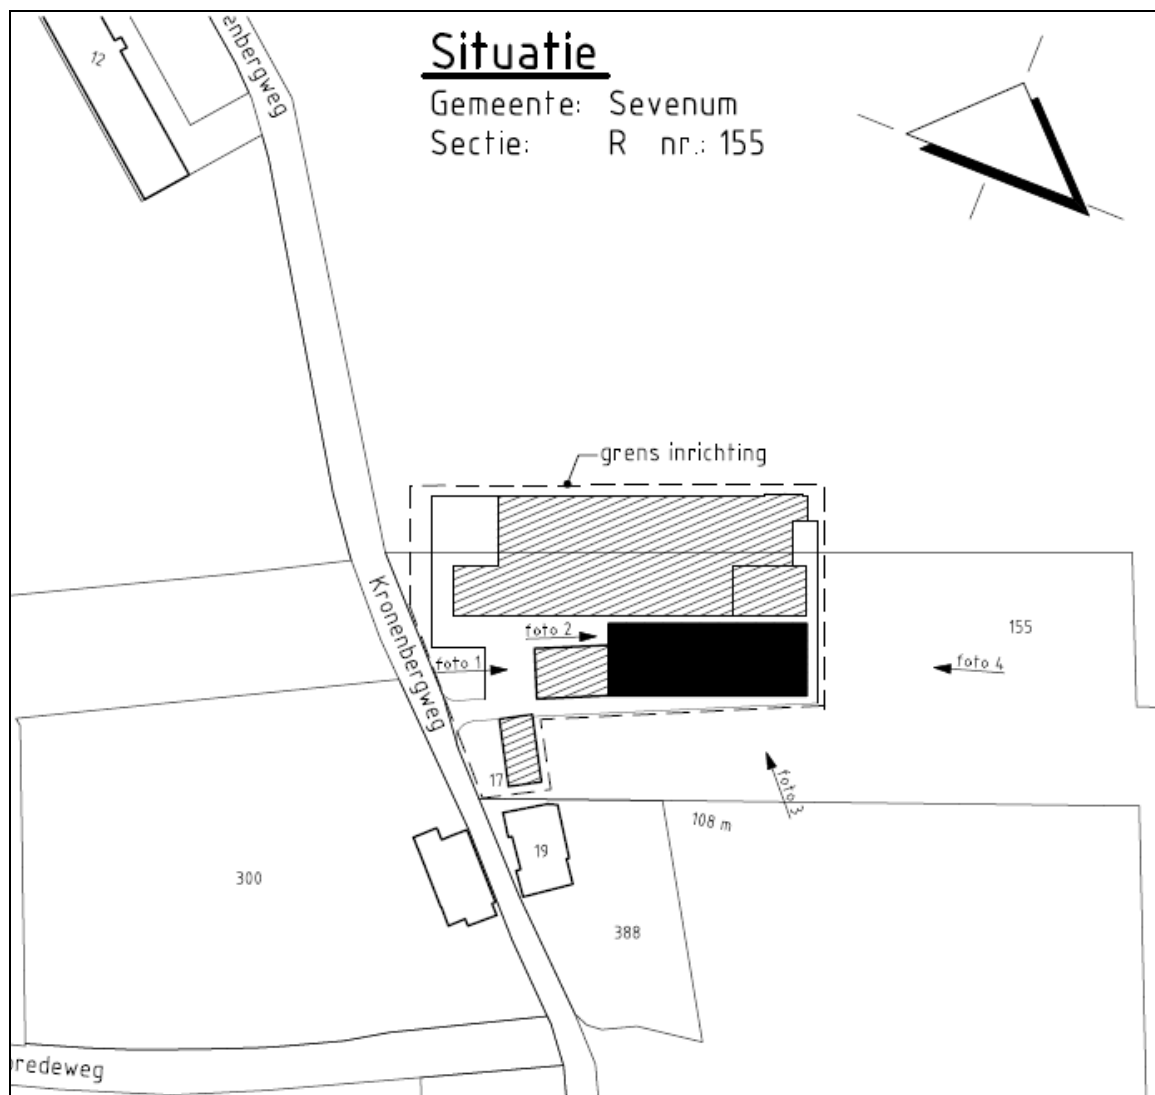 Situatie
Gemeente: Sevenum
Sectie: R nr.: 155
12
enbergweg
grens inrichting
Kronenbergweg
foto 2
foto 1
155
foto 4
17
foto 3
108 m
19
300
388
redeweg